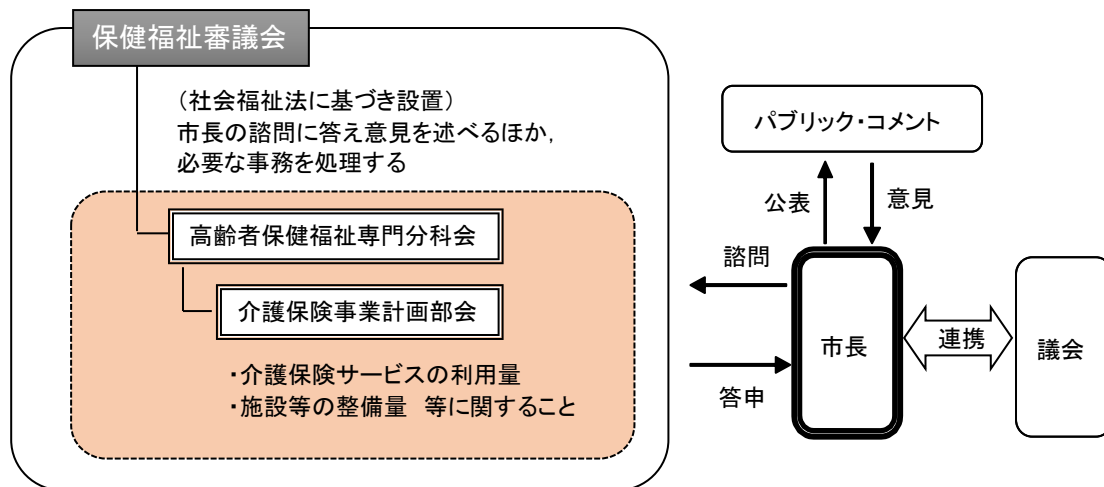 保健福祉審議会
（社会福祉法に基づき設置）
市長の諮問に答え意見を述べるほか，
必要な事務を処理する
高齢者保健福祉専門分科会
介護保険事業計画部会
・介護保険サービスの利用量
・施設等の整備量　等に関すること
パブリック・コメント
公表
意見
諮問
答申
市長
連携
議会